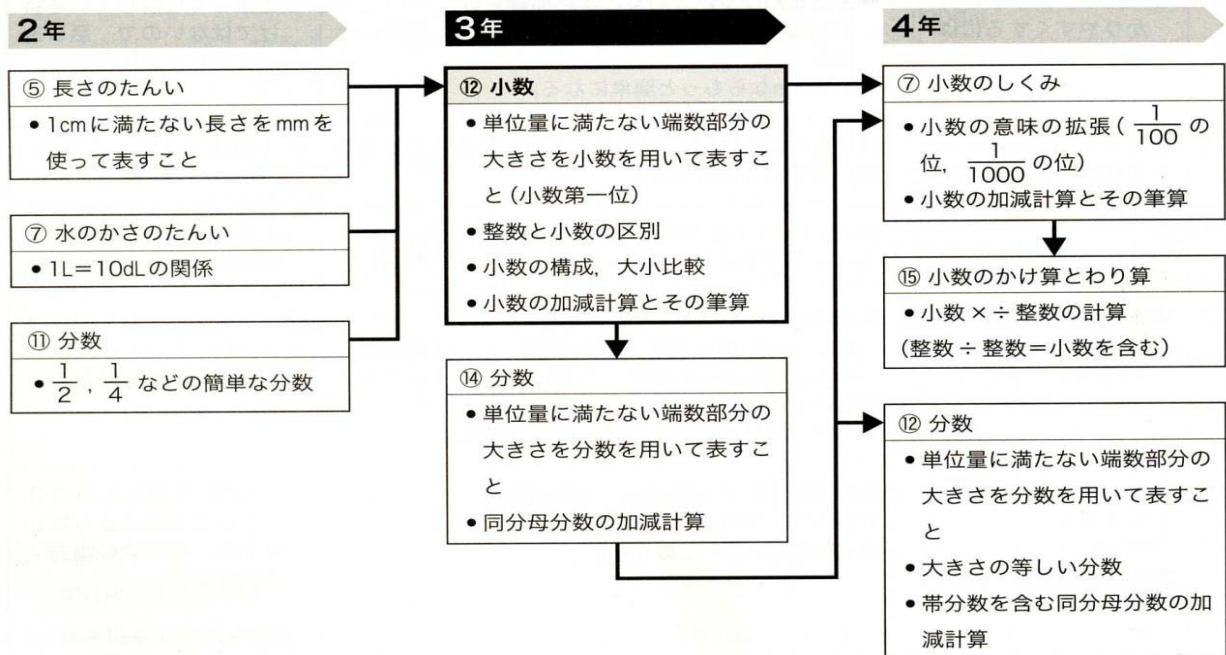 2年
⑤ 長さのたんい
• 1cmに満たない長さをmmを
使って表すこと
⑦ 水のかさのたんい
• 1L=10dLの関係
⑪ 分数
• 1/2, 1/4 などの簡単な分数
3年
⑫ 小数
• 単位量に満たない端数部分の
大きさを小数を用いて表すこ
と(小数第一位)
• 整数と小数の区別
• 小数の構成,大小比較
• 小数の加減計算とその筆算
⑭ 分数
• 単位量に満たない端数部分の
大きさを分数を用いて表すこ
と
• 同分母分数の加減計算
4年
⑦ 小数のしくみ
• 小数の意味の拡張(1/100 の
位, 1/1000 の位)
• 小数の加減計算とその筆算
⑮ 小数のかけ算とわり算
• 小数×÷整数の計算
(整数÷整数=小数を含む)
⑫ 分数
• 単位量に満たない端数部分の
大きさを分数を用いて表すこ
と
• 大きさの等しい分数
• 帯分数を含む同分母分数の加
減計算